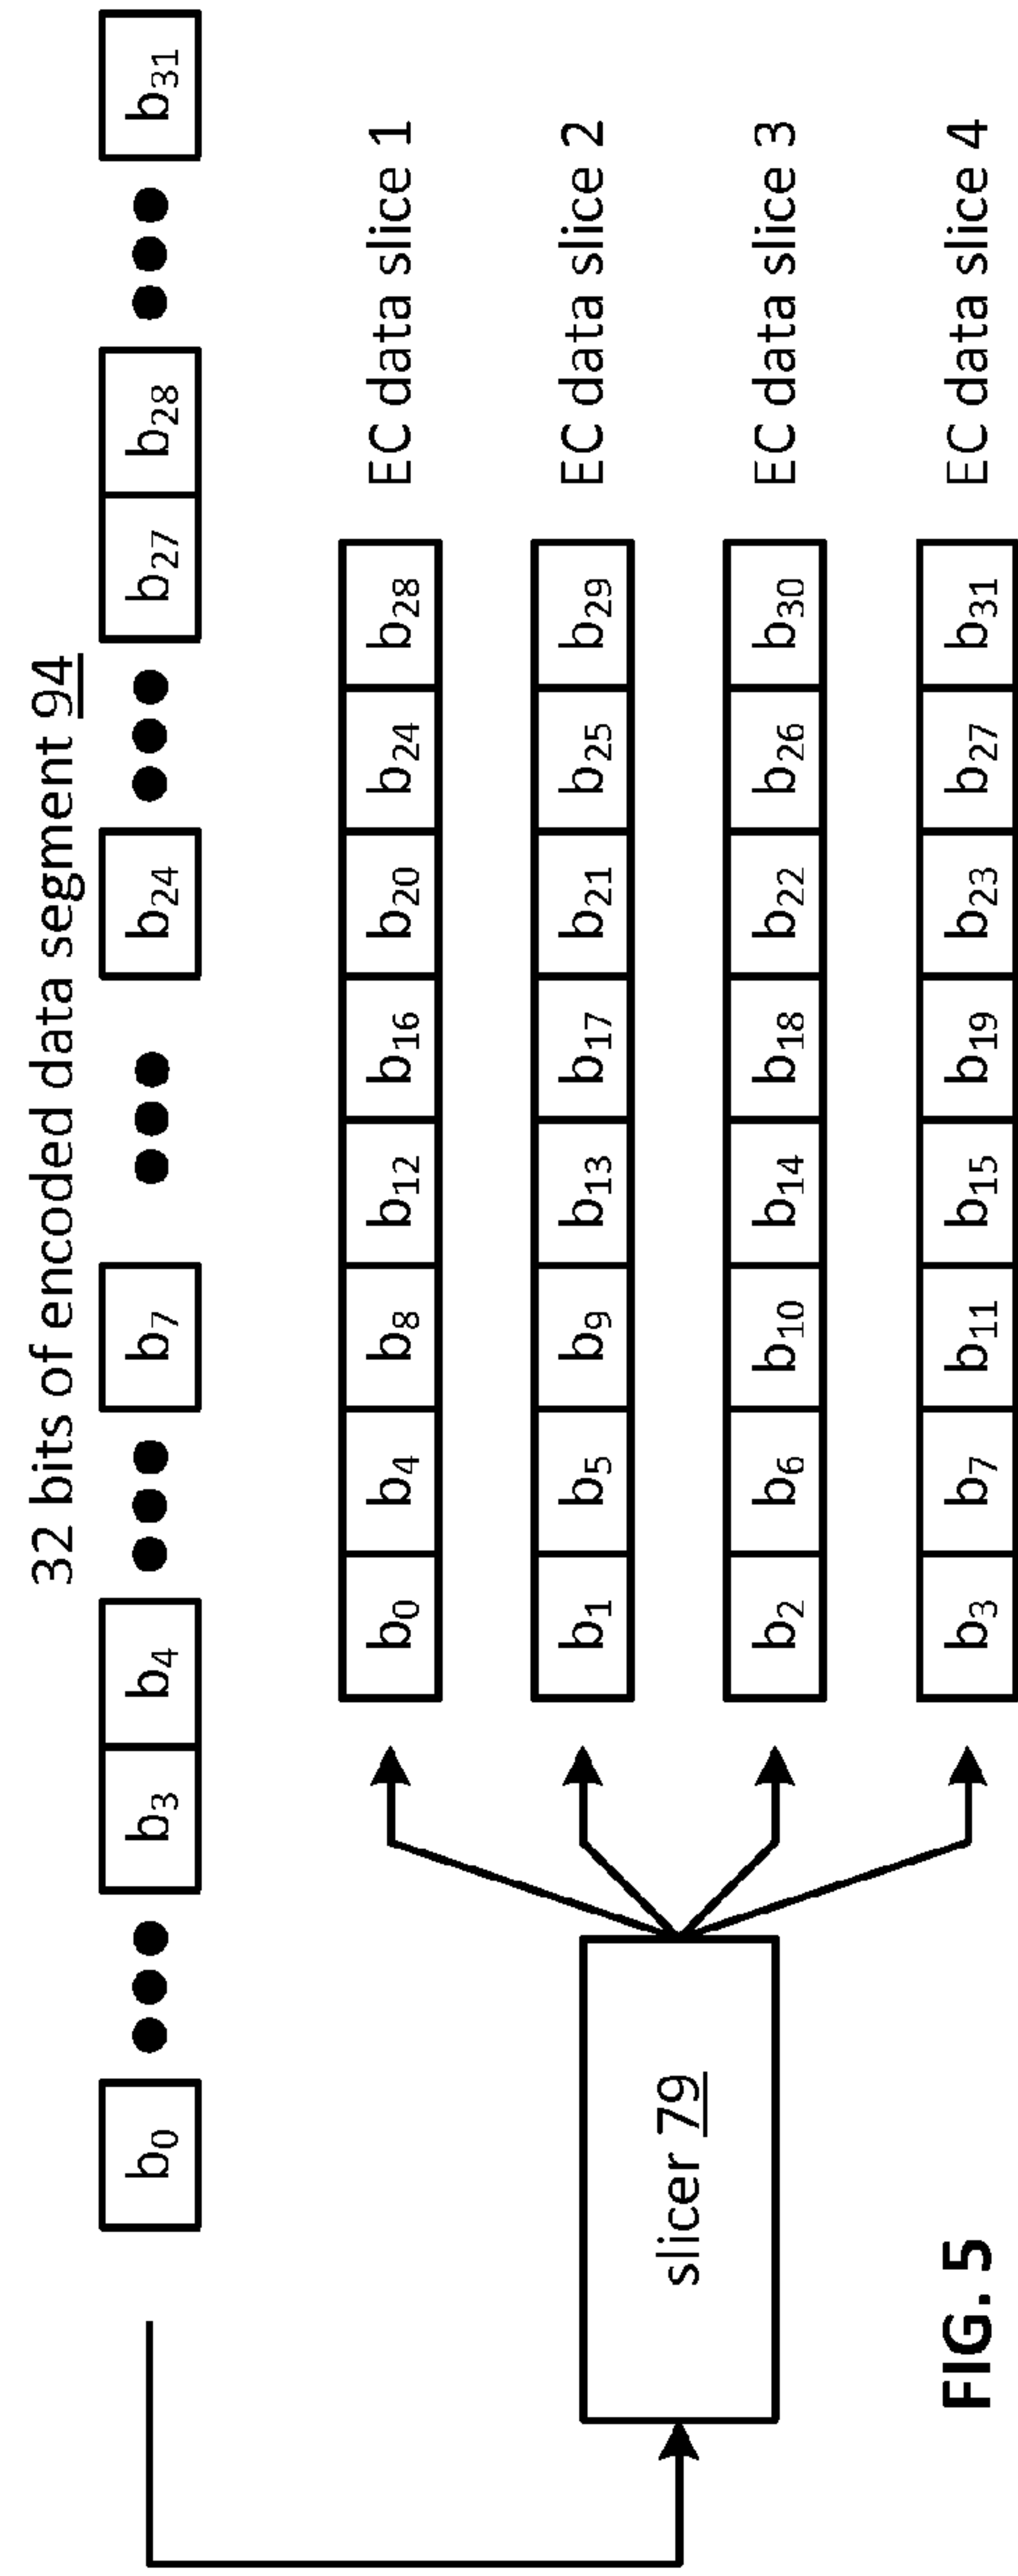 32 bits of encoded data segment 94
b0 b3 b4 b7 b24 b27 b28 b31
b0 b4 b8 b12 b16 b20 b24 b28 EC data slice 1
b1 b5 b9 b13 b17 b21 b25 b29 EC data slice 2
slicer 79
b2 b6 b10 b14 b18 b22 b26 b30 EC data slice 3
b3 b7 b11 b15 b19 b23 b27 b31 EC data slice 4
FIG. 5